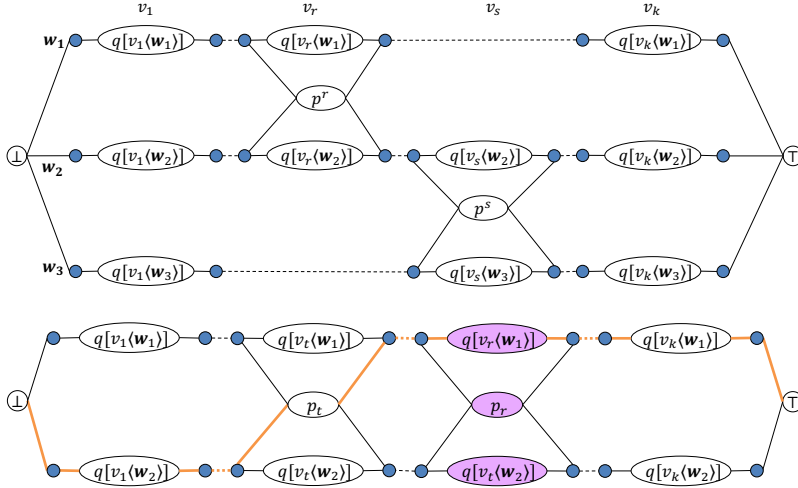 v₁ vᵣ vₛ vₖ
w₁ q[v₁⟨w₁⟩] q[vᵣ⟨w₁⟩] q[vₖ⟨w₁⟩]
pʳ
⊥ w₂ q[v₁⟨w₂⟩] q[vᵣ⟨w₂⟩] q[vₛ⟨w₂⟩] q[vₖ⟨w₂⟩] ⊤
pˢ
w₃ q[v₁⟨w₃⟩] q[vₛ⟨w₃⟩] q[vₖ⟨w₃⟩]
q[v₁⟨w₁⟩] q[vₜ⟨w₁⟩] q[vᵣ⟨w₁⟩] q[vₖ⟨w₁⟩]
⊥ pₜ pᵣ ⊤
q[v₁⟨w₂⟩] q[vₜ⟨w₂⟩] q[vₜ⟨w₂⟩] q[vₖ⟨w₂⟩]